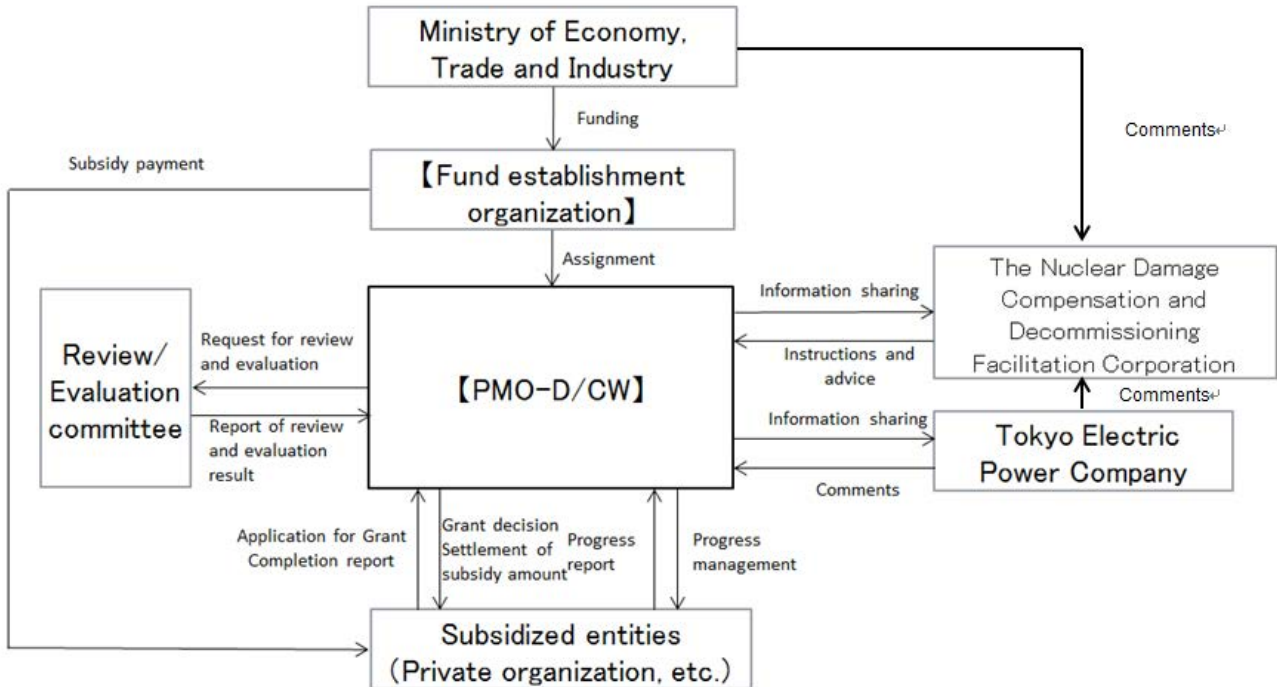 Ministry of Economy,
Trade and Industry
Funding
Comments↵
Subsidy payment
【Fund establishment
organization】
Assignment
The Nuclear Damage
Compensation and
Decommissioning
Facilitation Corporation
Information sharing
Instructions and
advice
Review/
Evaluation
committee
Request for review
and evaluation
Report of review
and evaluation
result
【PMO-D/CW】
Comments↵
Information sharing
Tokyo Electric
Power Company
Comments
Application for Grant
Completion report
Grant decision
Settlement of
subsidy amount
Progress
report
Progress
management
Subsidized entities
(Private organization, etc.)